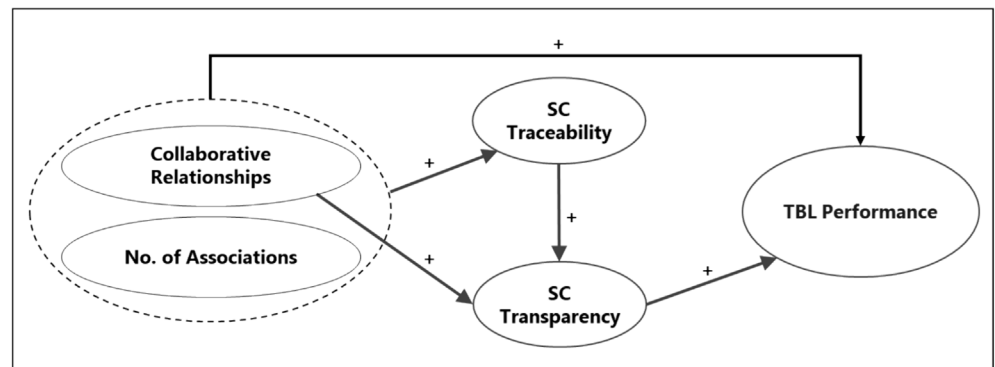 +
SC
Traceability
Collaborative
Relationships
+
TBL Performance
+
No. of Associations
+
+
SC
Transparency